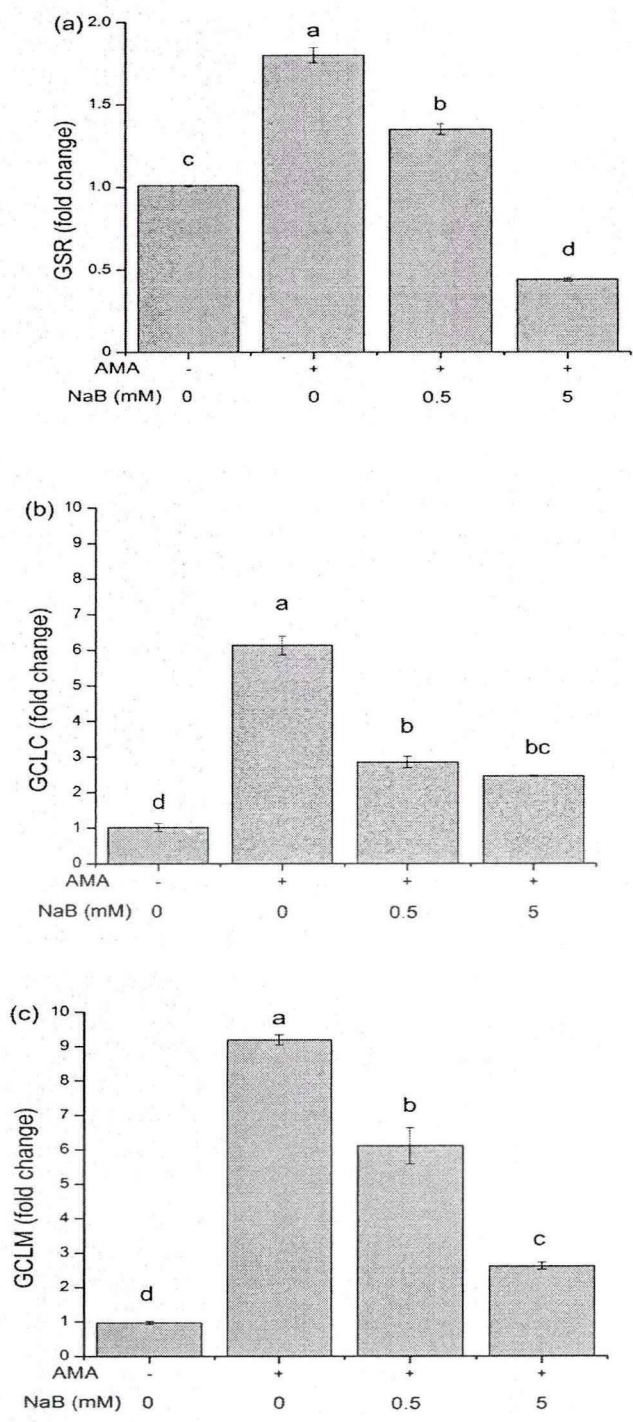 (a) 2.0
a
1.5
b
c
1.0
d
0.5
0
GSR (fold change)
AMA - + + +
NaB (mM) 0 0 0.5 5
(b) 10
9
8
7
a
6
5
4
b
bc
3
2
d
1
0
GCLC (fold change)
AMA - + + +
NaB (mM) 0 0 0.5 5
(c) 10
a
9
8
b
7
6
5
4
c
3
2
d
1
0
GCLM (fold change)
AMA - + + +
NaB (mM) 0 0 0.5 5